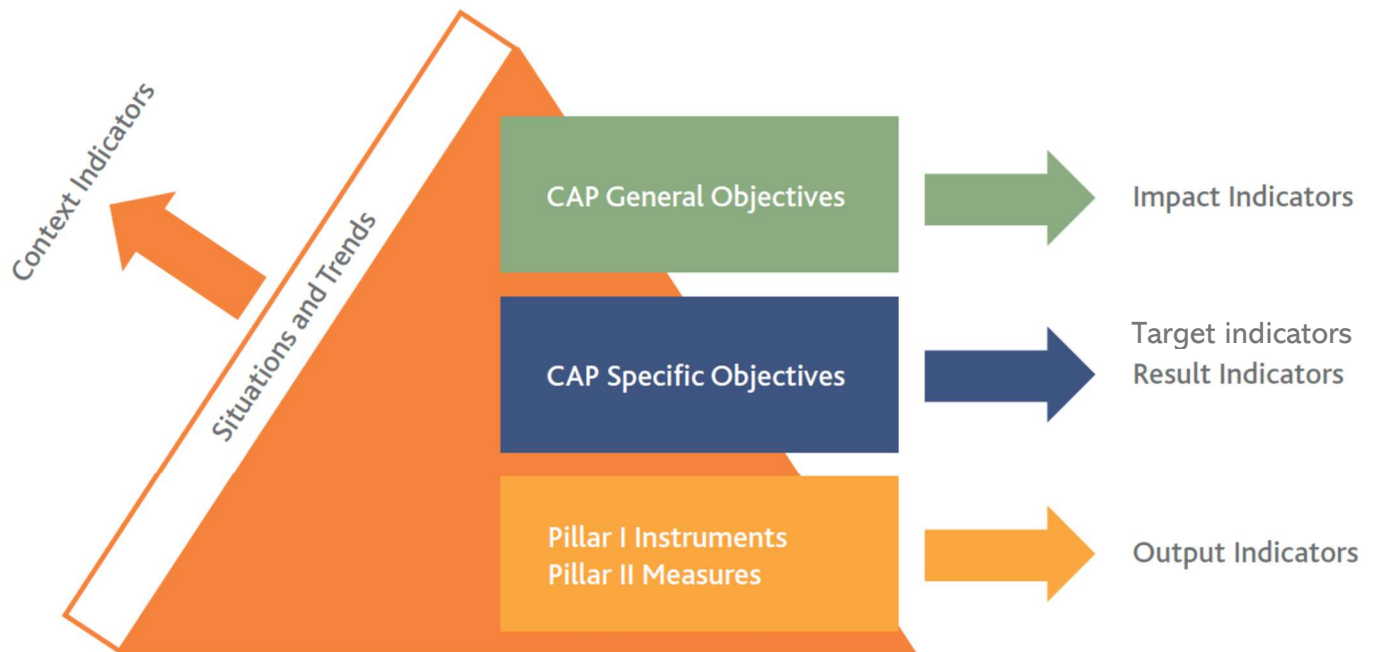 Context Indicators
Situations and Trends
CAP General Objectives
Impact Indicators
CAP Specific Objectives
Target indicators
Result Indicators
Pillar I Instruments
Pillar II Measures
Output Indicators